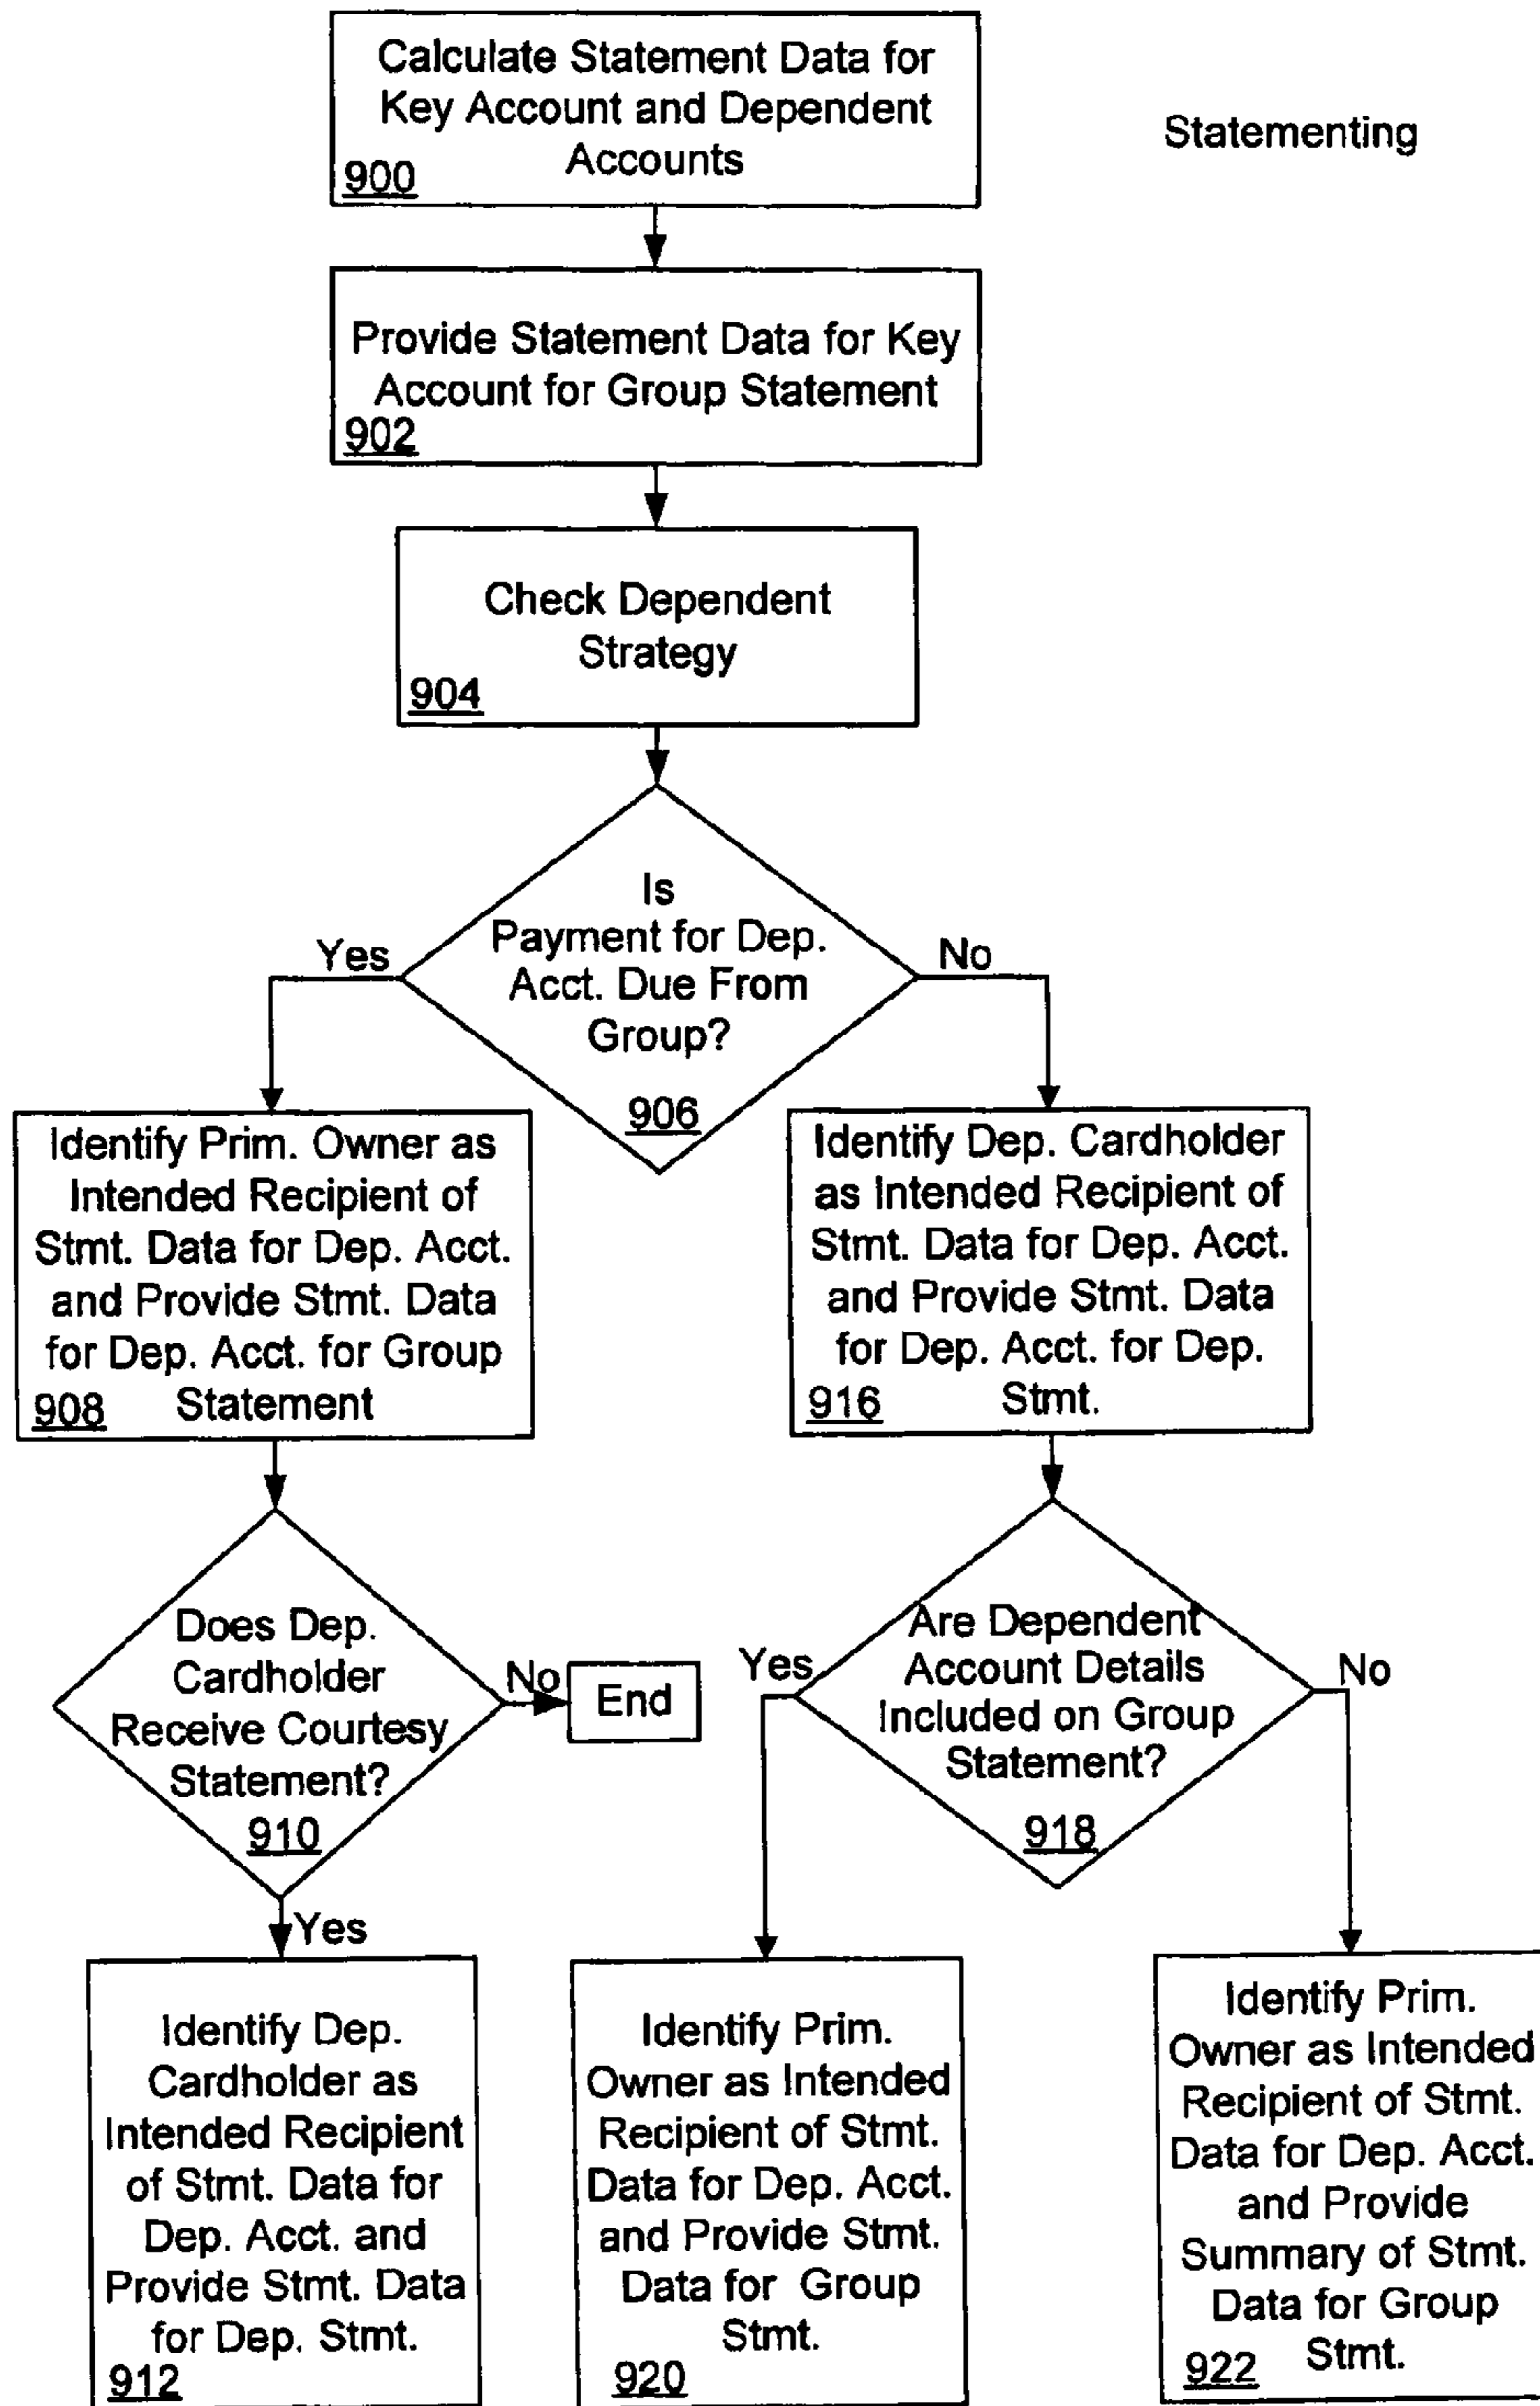 Calculate Statement Data for
Key Account and Dependent
Accounts
900
Statementing
Provide Statement Data for Key
Account for Group Statement
902
Check Dependent
Strategy
904
Is
Payment for Dep.
Acct. Due From
Group?
906
Yes
No
Identify Prim. Owner as
Intended Recipient of
Stmt. Data for Dep. Acct.
and Provide Stmt. Data
for Dep. Acct. for Group
Statement
908
Identify Dep. Cardholder
as Intended Recipient of
Stmt. Data for Dep. Acct.
and Provide Stmt. Data
for Dep. Acct. for Dep.
Stmt.
916
Does Dep.
Cardholder
Receive Courtesy
Statement?
910
No
End
Yes
Are Dependent
Account Details
Included on Group
Statement?
918
Yes
No
Identify Dep.
Cardholder as
Intended Recipient
of Stmt. Data for
Dep. Acct. and
Provide Stmt. Data
for Dep. Stmt.
912
Identify Prim.
Owner as Intended
Recipient of Stmt.
Data for Dep. Acct.
and Provide Stmt.
Data for Group
Stmt.
920
Identify Prim.
Owner as Intended
Recipient of Stmt.
Data for Dep. Acct.
and Provide
Summary of Stmt.
Data for Group
Stmt.
922